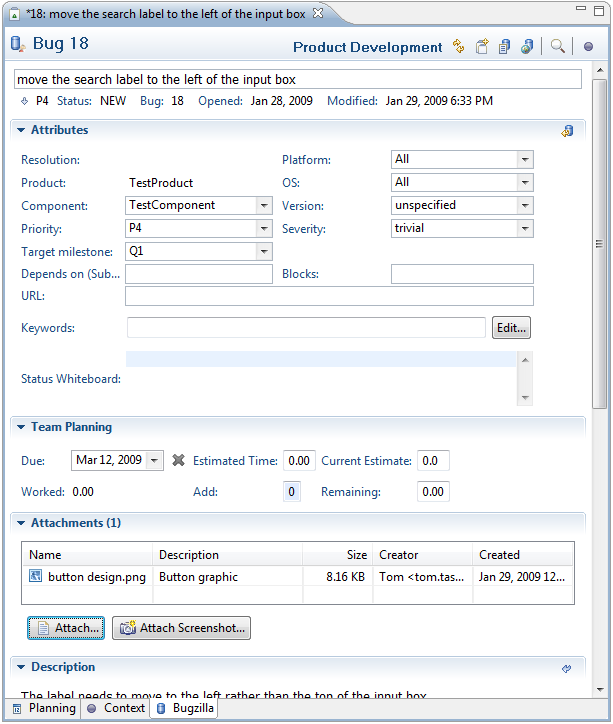 *18: move the search label to the left of the input box
Bug 18 Product Development
move the search label to the left of the input box
P4 Status: NEW Bug: 18 Opened: Jan 28, 2009 Modified: Jan 29, 2009 6:33 PM
Attributes
Resolution: Platform: All
Product: TestProduct OS: All
Component: TestComponent Version: unspecified
Priority: P4 Severity: trivial
Target milestone: Q1
Depends on (Sub... Blocks:
URL:
Keywords: Edit...
Status Whiteboard:
Team Planning
Due: Mar 12, 2009 Estimated Time: 0.00 Current Estimate: 0.0
Worked: 0.00 Add: 0 Remaining: 0.00
Attachments (1)
Name Description Size Creator Created
button design.png Button graphic 8.16 KB Tom <tom.tas... Jan 29, 2009 12...
Attach... Attach Screenshot...
Description
The label needs to move to the left rather than the top of the input box
Planning Context Bugzilla